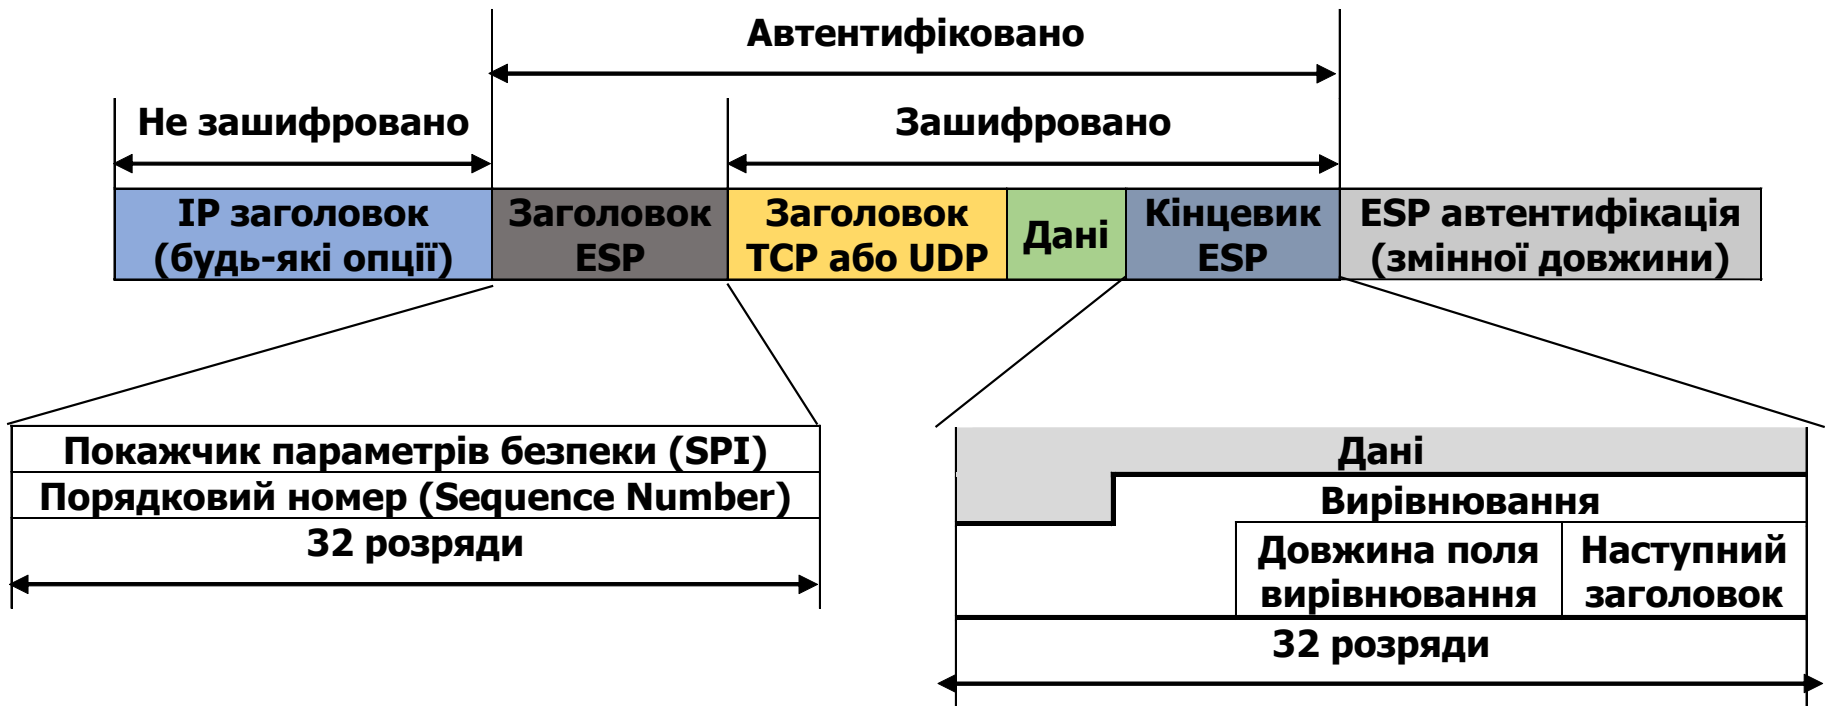 Автентифіковано
Не зашифровано
Зашифровано
IP заголовок
(будь-які опції)
Заголовок
ESP
Заголовок
TCP або UDP
Дані
Кінцевик
ESP
ESP автентифікація
(змінної довжини)
Покажчик параметрів безпеки (SPI)
Порядковий номер (Sequence Number)
32 розряди
Дані
Вирівнювання
Довжина поля
вирівнювання
Наступний
заголовок
32 розряди